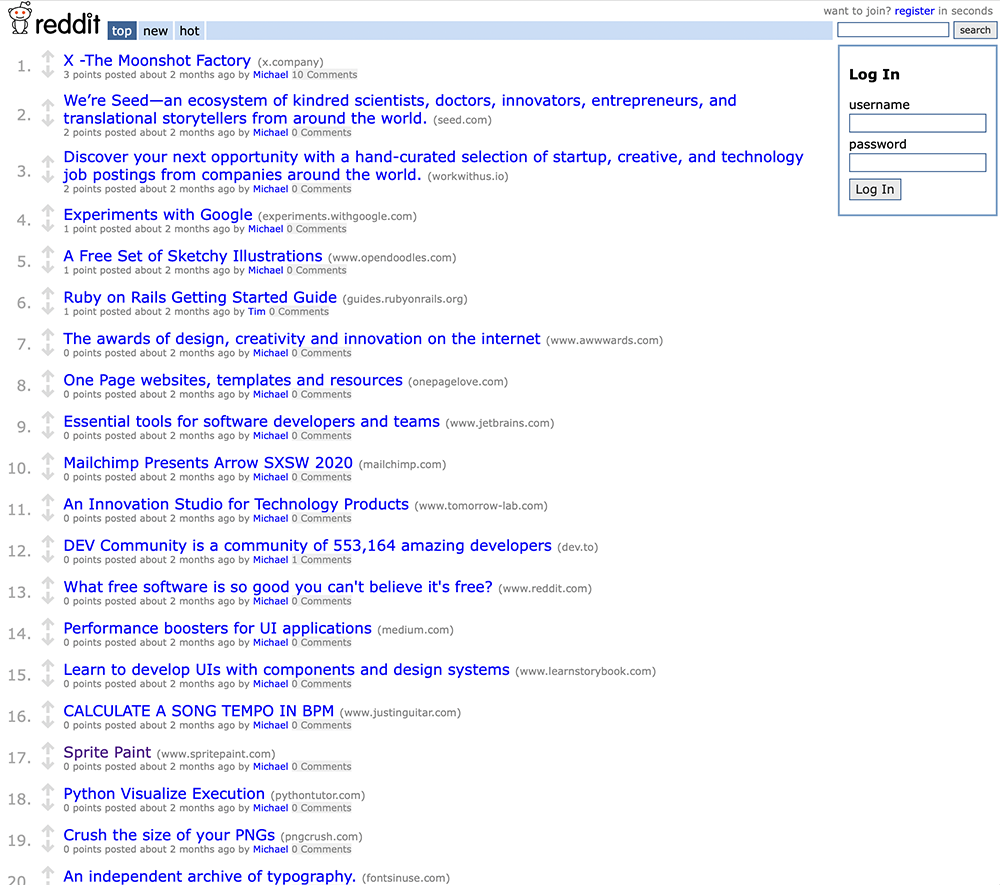 want to join? register in seconds
reddit top new hot
search
1. X -The Moonshot Factory (x.company)
3 points posted about 2 months ago by Michael 10 Comments
2. We’re Seed—an ecosystem of kindred scientists, doctors, innovators, entrepreneurs, and
translational storytellers from around the world. (seed.com)
2 points posted about 2 months ago by Michael 0 Comments
3. Discover your next opportunity with a hand-curated selection of startup, creative, and technology
job postings from companies around the world. (workwithus.io)
2 points posted about 2 months ago by Michael 0 Comments
4. Experiments with Google (experiments.withgoogle.com)
1 point posted about 2 months ago by Michael 0 Comments
5. A Free Set of Sketchy Illustrations (www.opendoodles.com)
1 point posted about 2 months ago by Michael 0 Comments
6. Ruby on Rails Getting Started Guide (guides.rubyonrails.org)
1 point posted about 2 months ago by Tim 0 Comments
7. The awards of design, creativity and innovation on the internet (www.awwwards.com)
0 points posted about 2 months ago by Michael 0 Comments
8. One Page websites, templates and resources (onepagelove.com)
0 points posted about 2 months ago by Michael 0 Comments
9. Essential tools for software developers and teams (www.jetbrains.com)
0 points posted about 2 months ago by Michael 0 Comments
10. Mailchimp Presents Arrow SXSW 2020 (mailchimp.com)
0 points posted about 2 months ago by Michael 0 Comments
11. An Innovation Studio for Technology Products (www.tomorrow-lab.com)
0 points posted about 2 months ago by Michael 0 Comments
12. DEV Community is a community of 553,164 amazing developers (dev.to)
0 points posted about 2 months ago by Michael 1 Comments
13. What free software is so good you can't believe it's free? (www.reddit.com)
0 points posted about 2 months ago by Michael 0 Comments
14. Performance boosters for UI applications (medium.com)
0 points posted about 2 months ago by Michael 0 Comments
15. Learn to develop UIs with components and design systems (www.learnstorybook.com)
0 points posted about 2 months ago by Michael 0 Comments
16. CALCULATE A SONG TEMPO IN BPM (www.justinguitar.com)
0 points posted about 2 months ago by Michael 0 Comments
17. Sprite Paint (www.spritepaint.com)
0 points posted about 2 months ago by Michael 0 Comments
18. Python Visualize Execution (pythontutor.com)
0 points posted about 2 months ago by Michael 0 Comments
19. Crush the size of your PNGs (pngcrush.com)
0 points posted about 2 months ago by Michael 0 Comments
20 An independent archive of typography. (fontsinuse.com)
Log In
username
password
Log In